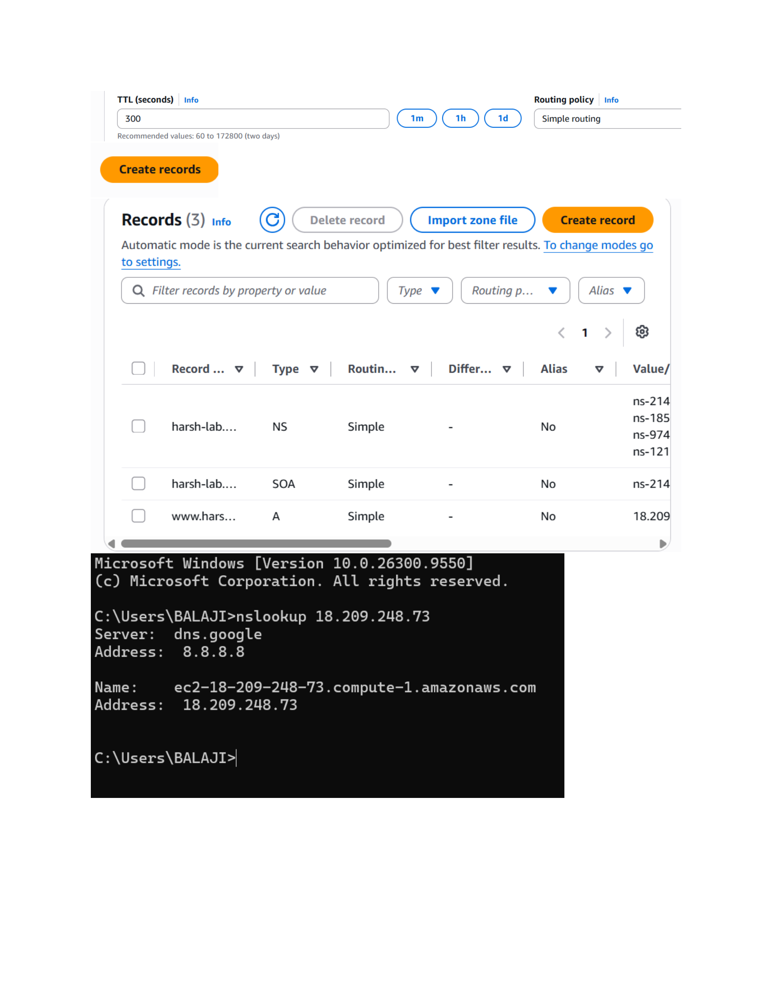 TTL (seconds) Info Routing policy Info
300 1m 1h 1d Simple routing
Recommended values: 60 to 172800 (two days)
Create records
Records (3) Info Delete record Import zone file Create record
Automatic mode is the current search behavior optimized for best filter results. To change modes go
to settings.
Filter records by property or value Type Routing p... Alias
1
Record ... Type Routin... Differ... Alias Value/
ns-214
ns-185
harsh-lab.... NS Simple - No
ns-974
ns-121
harsh-lab.... SOA Simple - No ns-214
www.hars... A Simple - No 18.209
Microsoft Windows [Version 10.0.26300.9550]
(c) Microsoft Corporation. All rights reserved.
C:\Users\BALAJI>nslookup 18.209.248.73
Server: dns.google
Address: 8.8.8.8
Name: ec2-18-209-248-73.compute-1.amazonaws.com
Address: 18.209.248.73
C:\Users\BALAJI>